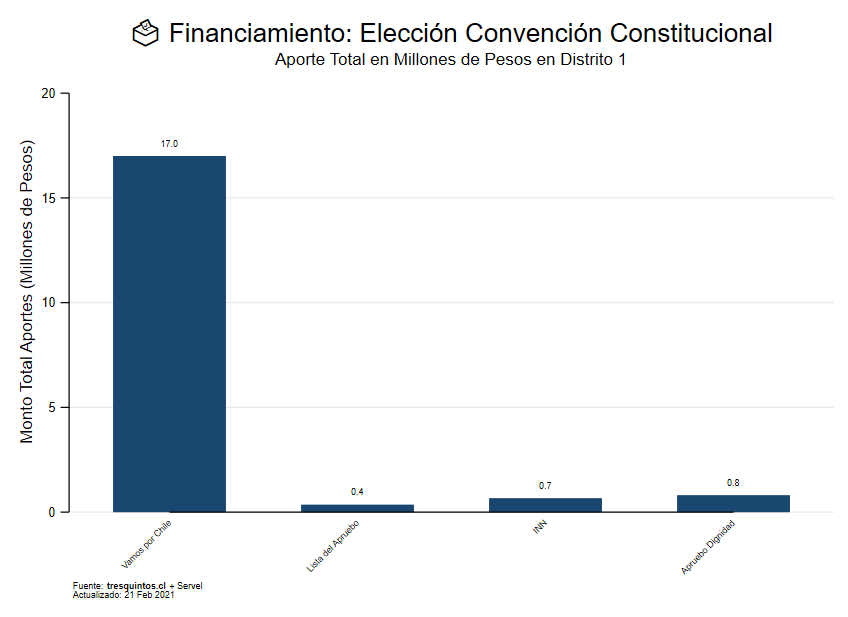 Financiamiento: Elección Convención Constitucional
Aporte Total en Millones de Pesos en Distrito 1
Monto Total Aportes (Millones de Pesos)
20
15
10
5
0
17.0
0.4
0.7
0.8
Vamos por Chile
Lista del Apruebo
INN
Apruebo Dignidad
Fuente: tresquintos.cl + Servel
Actualizado: 21 Feb 2021